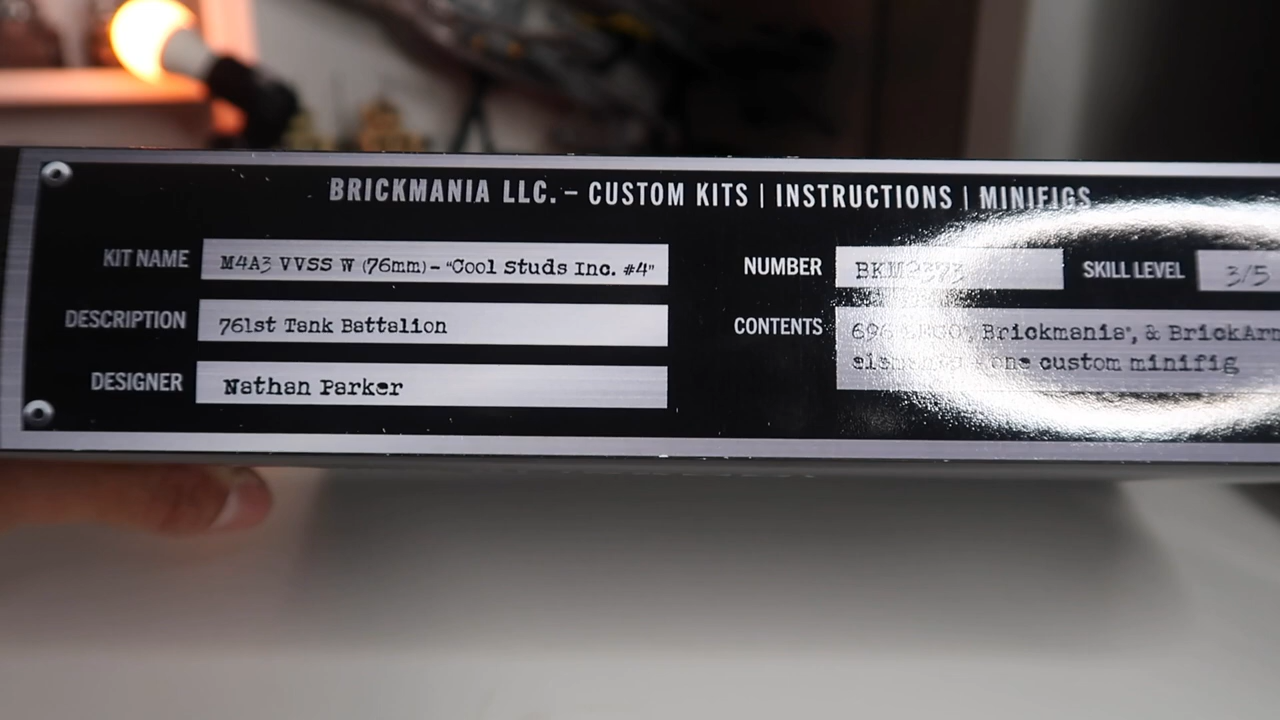 BRICKMANIA LLC. – CUSTOM KITS | INSTRUCTIONS | MINIFIGS
KIT NAME M4A3 VVSS W (76mm) – "Cool Studs Inc. #4"
DESCRIPTION 761st Tank Battalion
DESIGNER Nathan Parker
NUMBER SKILL LEVEL 3/5
CONTENTS Brickmania®, &
one custom minifig